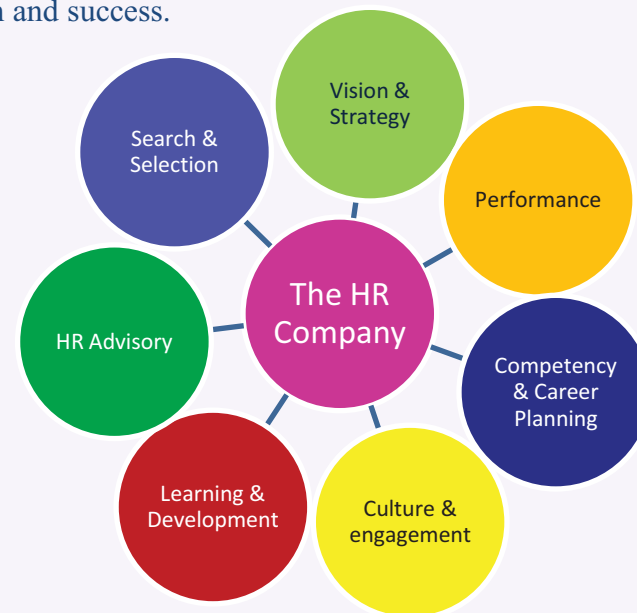 and success.
Vision &
Strategy
Search &
Selection
Performance
The HR
Company
HR Advisory
Competency
& Career
Planning
Learning &
Development
Culture &
engagement